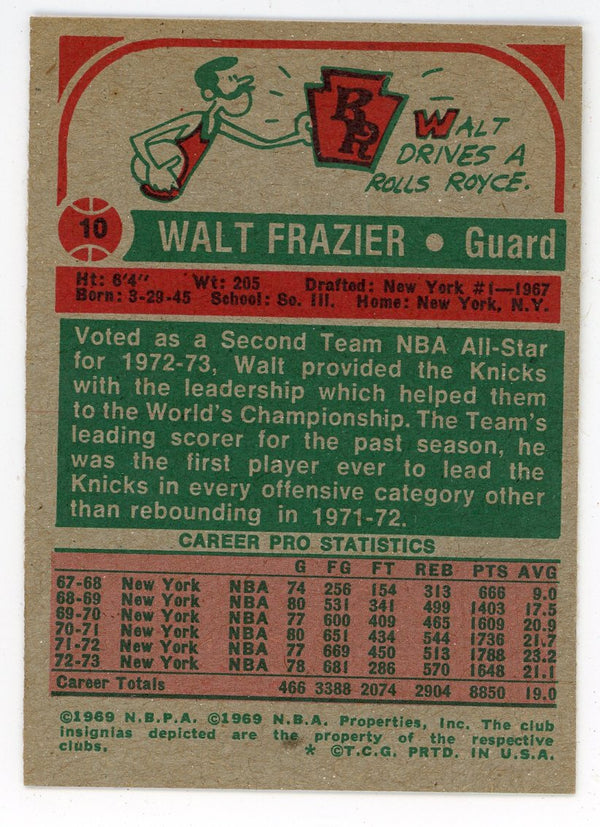 RR
WALT
DRIVES A
ROLLS ROYCE.
10
WALT FRAZIER • Guard
Ht: 6'4" Wt: 205 Drafted: New York #1—1967
Born: 3-29-45 School: So. Ill. Home: New York, N.Y.
Voted as a Second Team NBA All-Star
for 1972-73, Walt provided the Knicks
with the leadership which helped them
to the World's Championship. The Team's
leading scorer for the past season, he
was the first player ever to lead the
Knicks in every offensive category other
than rebounding in 1971-72.
CAREER PRO STATISTICS
G FG FT REB PTS AVG
67-68 New York NBA 74 256 154 313 666 9.0
68-69 New York NBA 80 531 341 499 1403 17.5
69-70 New York NBA 77 600 409 465 1609 20.9
70-71 New York NBA 80 651 434 544 1736 21.7
71-72 New York NBA 77 669 450 513 1788 23.2
72-73 New York NBA 78 681 286 570 1648 21.1
Career Totals 466 3388 2074 2904 8850 19.0
©1969 N.B.P.A. ©1969 N.B.A. Properties, Inc. The club
insignias depicted are the property of the respective
clubs. * ©T.C.G. PRTD. IN U.S.A.